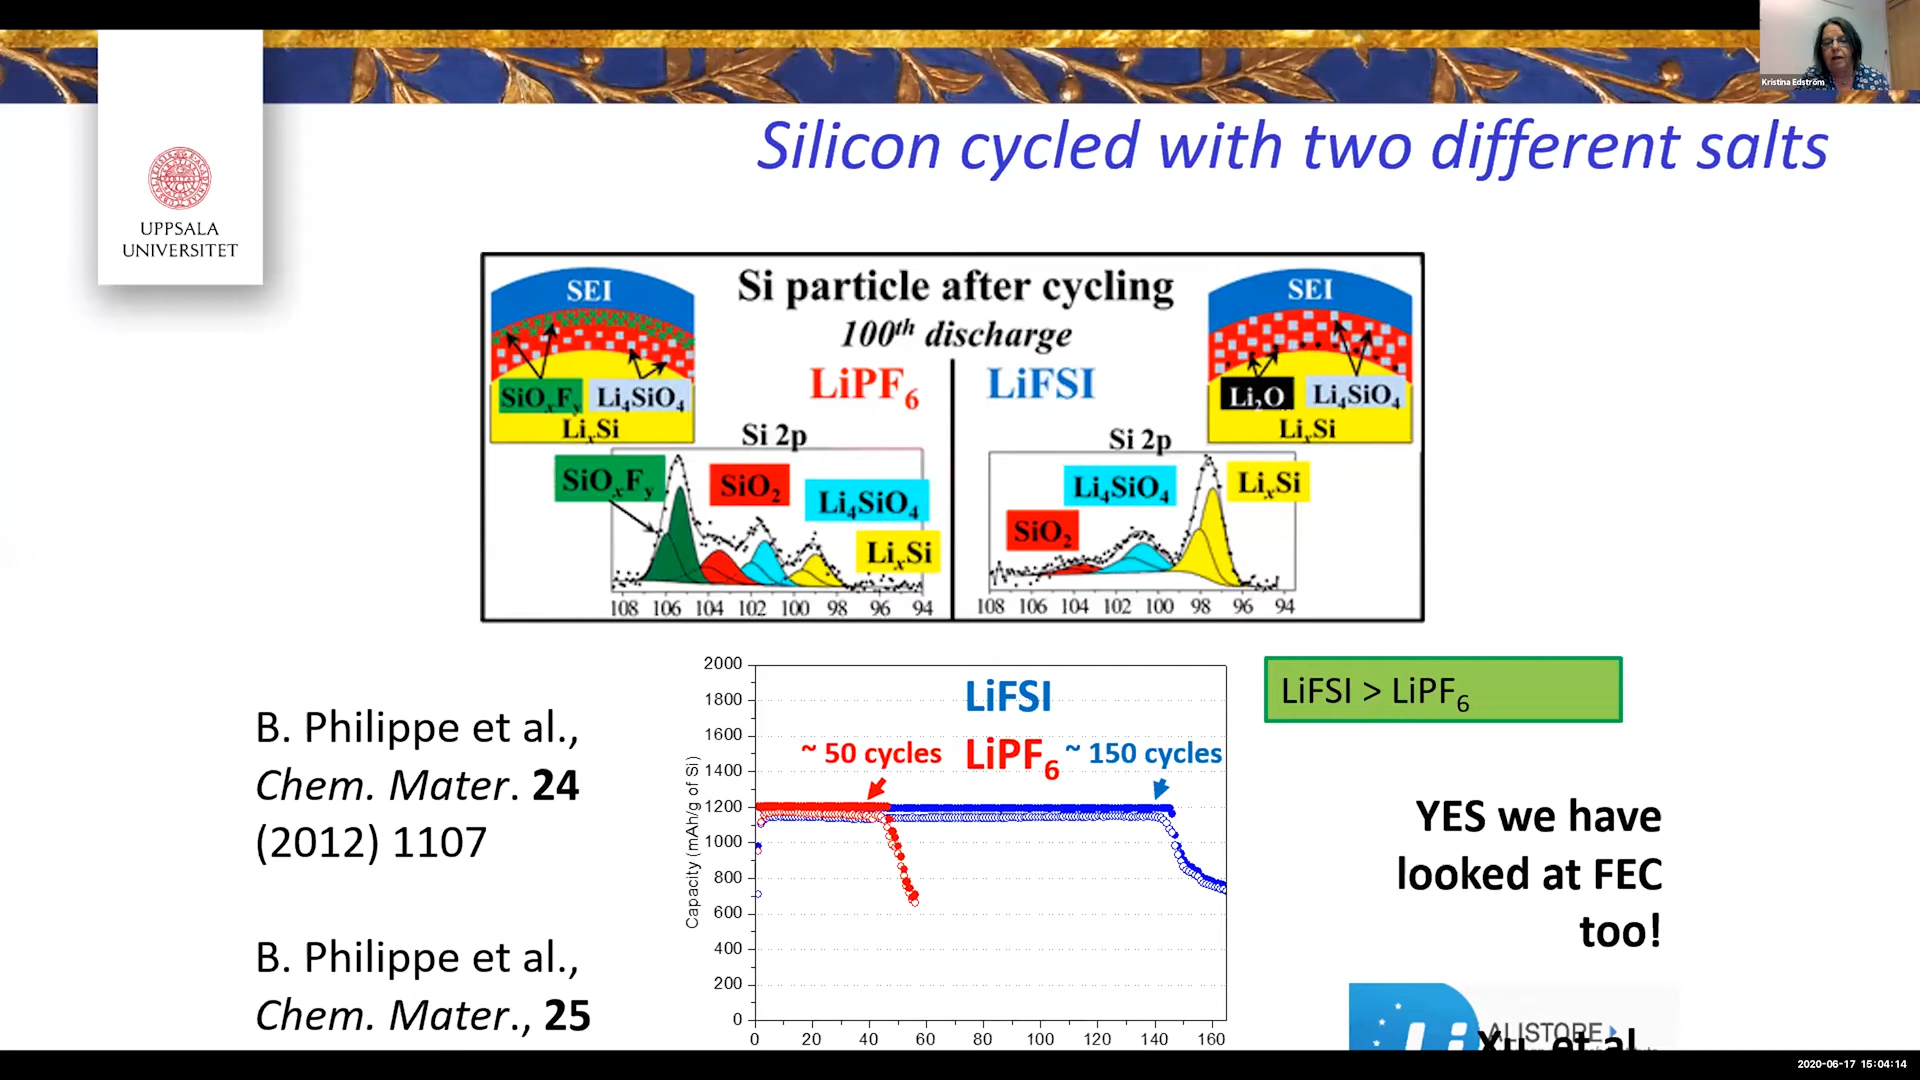 Kristina Edström
Silicon cycled with two different salts
UPPSALA
UNIVERSITET
Si particle after cycling
100th discharge
LiPF6
LiFSI
SEI
SiOxFy
Li4SiO4
LixSi
SEI
Li2O
Li4SiO4
LixSi
Si 2p
SiOxFy
SiO2
Li4SiO4
LixSi
108 106 104 102 100 98 96 94
Si 2p
Li4SiO4
LixSi
SiO2
108 106 104 102 100 98 96 94
B. Philippe et al.,
Chem. Mater. 24
(2012) 1107
B. Philippe et al.,
Chem. Mater., 25
Capacity (mAh/g of Si)
2000
1800
1600
1400
1200
1000
800
600
400
200
0
0 20 40 60 80 100 120 140 160
LiFSI
LiPF6
~ 50 cycles
~ 150 cycles
LiFSI > LiPF6
YES we have
looked at FEC
too!
Li
ALISTORE
Xu, et al
2020-06-17 15:04:14